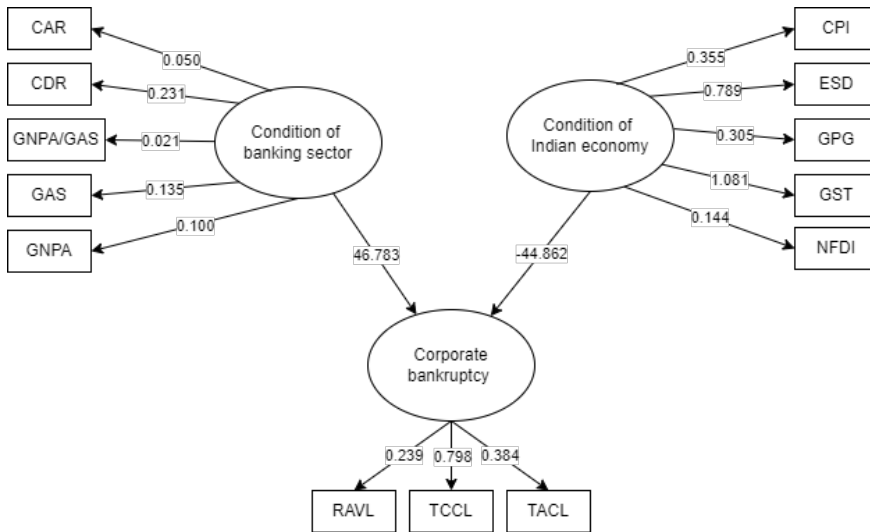 CAR
CPI
0.050
0.355
CDR
ESD
0.231
0.789
Condition of
banking sector
Condition of
Indian economy
GNPA/GAS
0.021
0.305
GPG
GAS
0.135
1.081
GST
0.100
0.144
GNPA
NFDI
46.783
-44.862
Corporate
bankruptcy
0.239
0.798
0.384
RAVL
TCCL
TACL